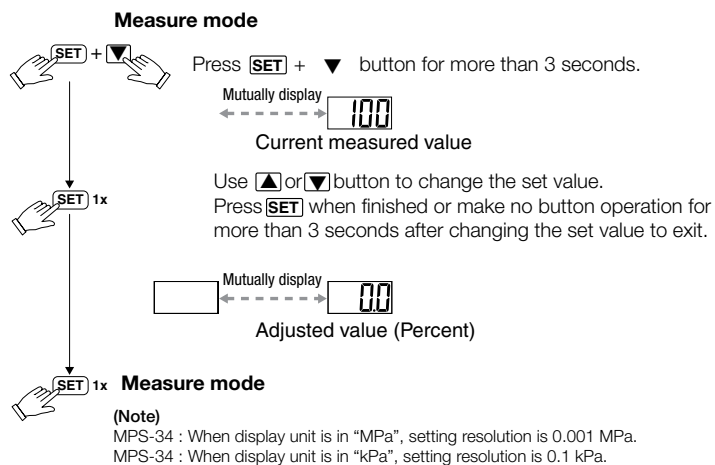 Measure mode
SET + ▼ Press SET + ▼ button for more than 3 seconds.
Mutually display
100
Current measured value
Use ▲ or ▼ button to change the set value.
SET 1x Press SET when finished or make no button operation for
more than 3 seconds after changing the set value to exit.
Mutually display
0.0
Adjusted value (Percent)
SET 1x Measure mode
(Note)
MPS-34 : When display unit is in “MPa”, setting resolution is 0.001 MPa.
MPS-34 : When display unit is in “kPa”, setting resolution is 0.1 kPa.